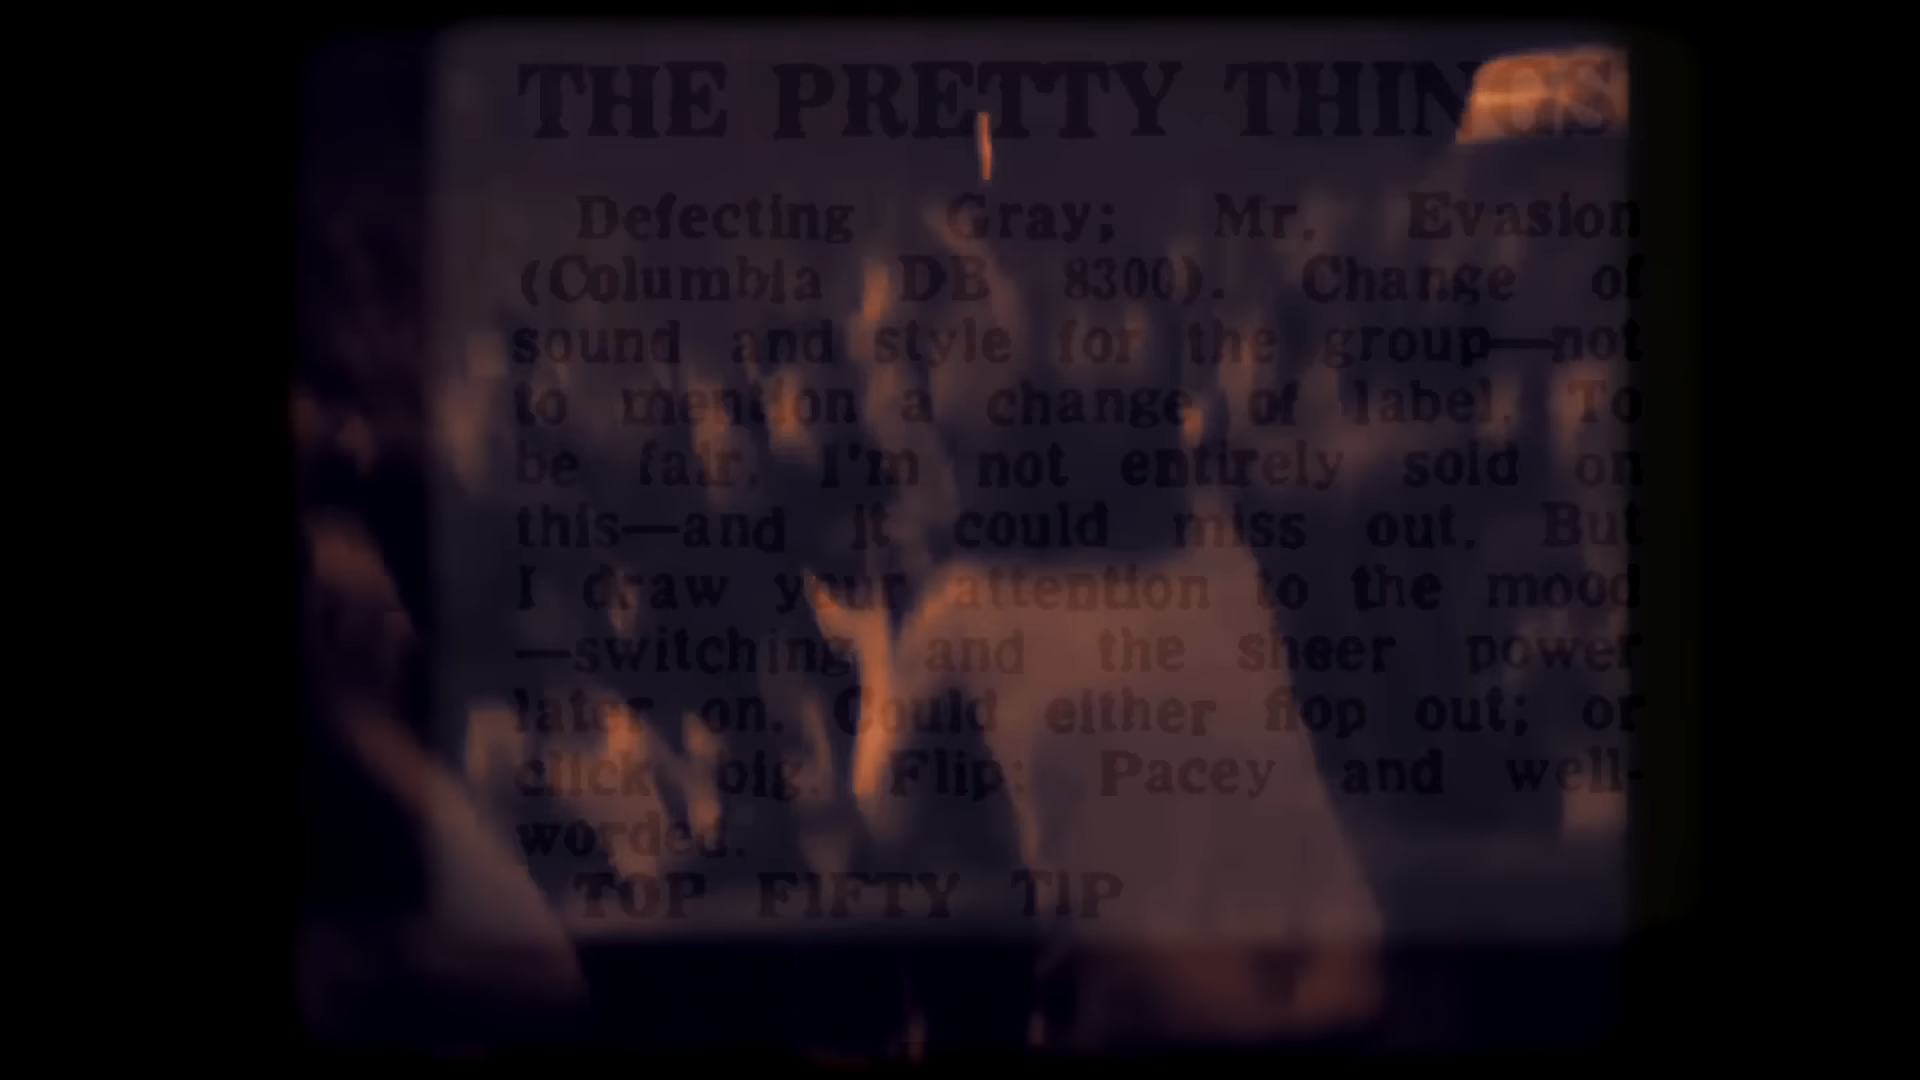 THE PRETTY THINGS
Defecting Gray; Mr. Evasion
(Columbia DB 8300). Change of
sound and style for the group—not
to mention a change of label. To
be fair, I'm not entirely sold on
this—and it could miss out. But
I draw your attention to the mood
—switching and the sheer power
later on. Could either flop out; or
click big. Flip: Pacey and well-
worded.
TOP FIFTY TIP